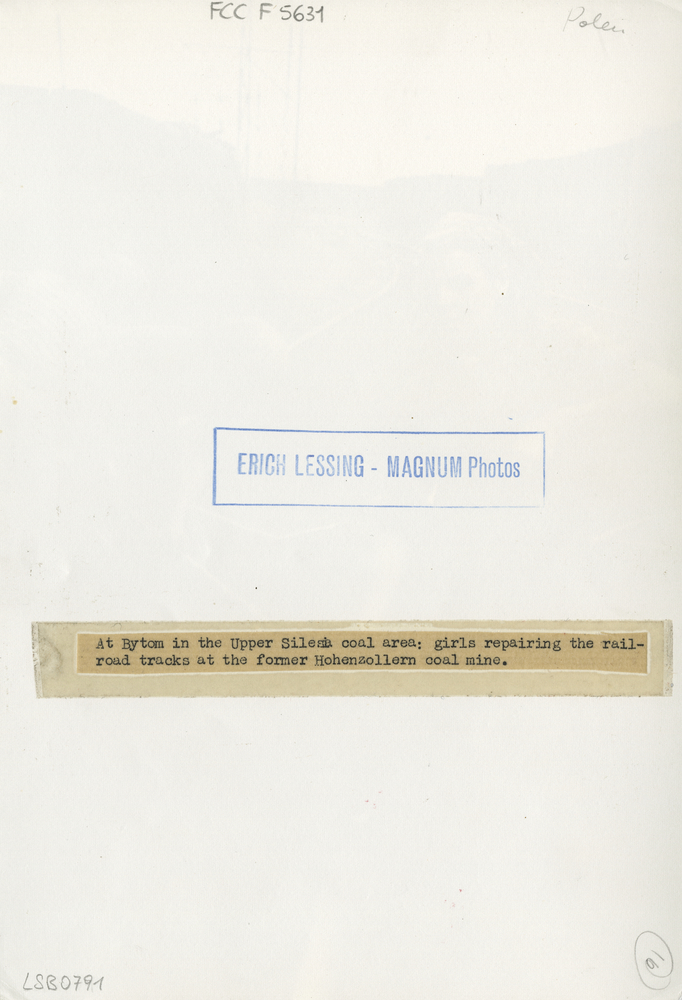 FCC F 5631
Polen
ERICH LESSING - MAGNUM Photos
At Bytom in the Upper Silesia coal area: girls repairing the rail-
road tracks at the former Hohenzollern coal mine.
LSB0791